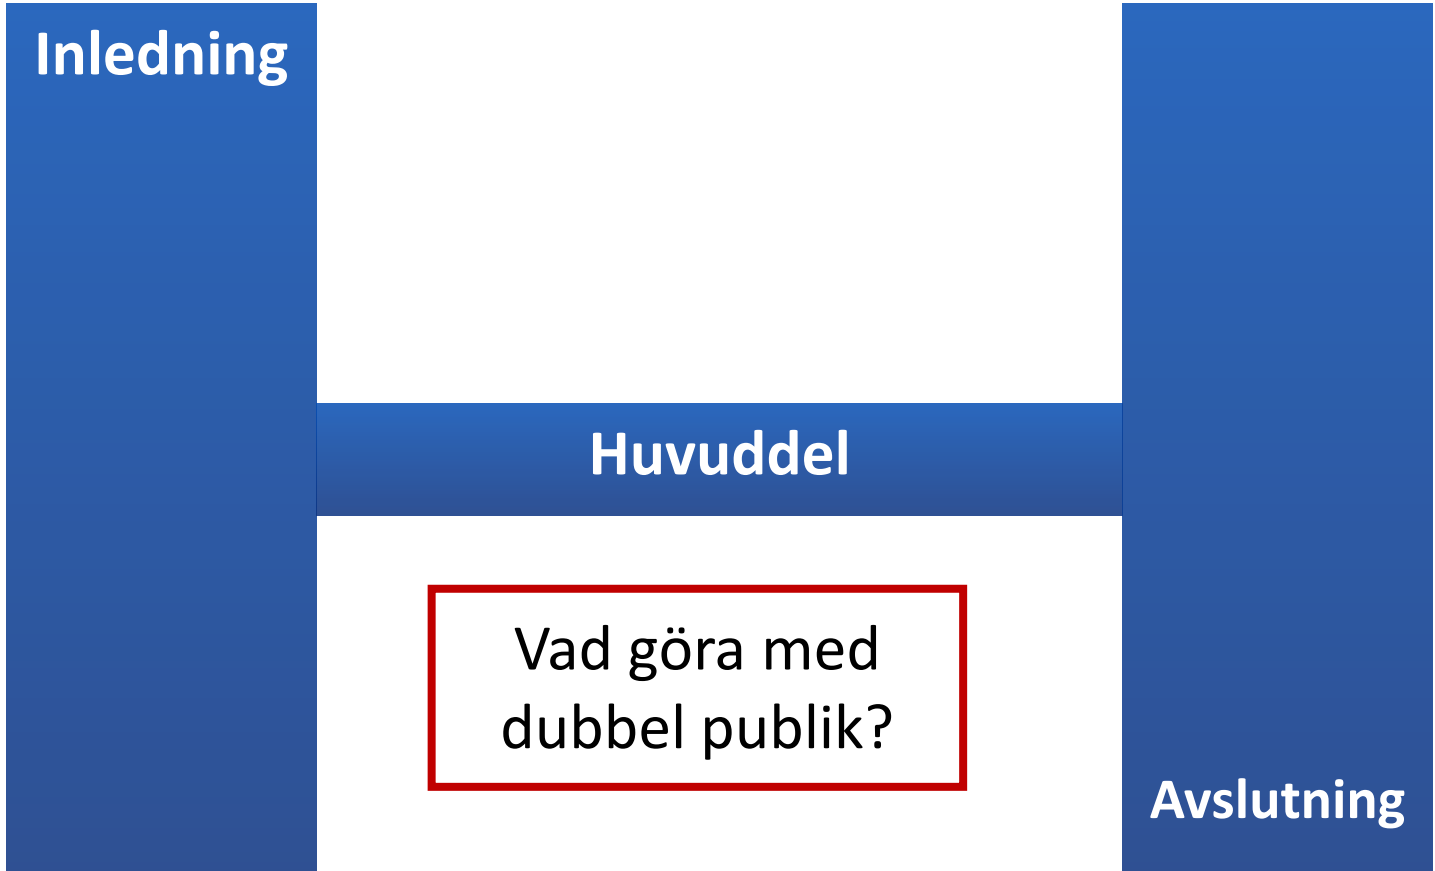 Inledning
Huvuddel
Vad göra med
dubbel publik?
Avslutning